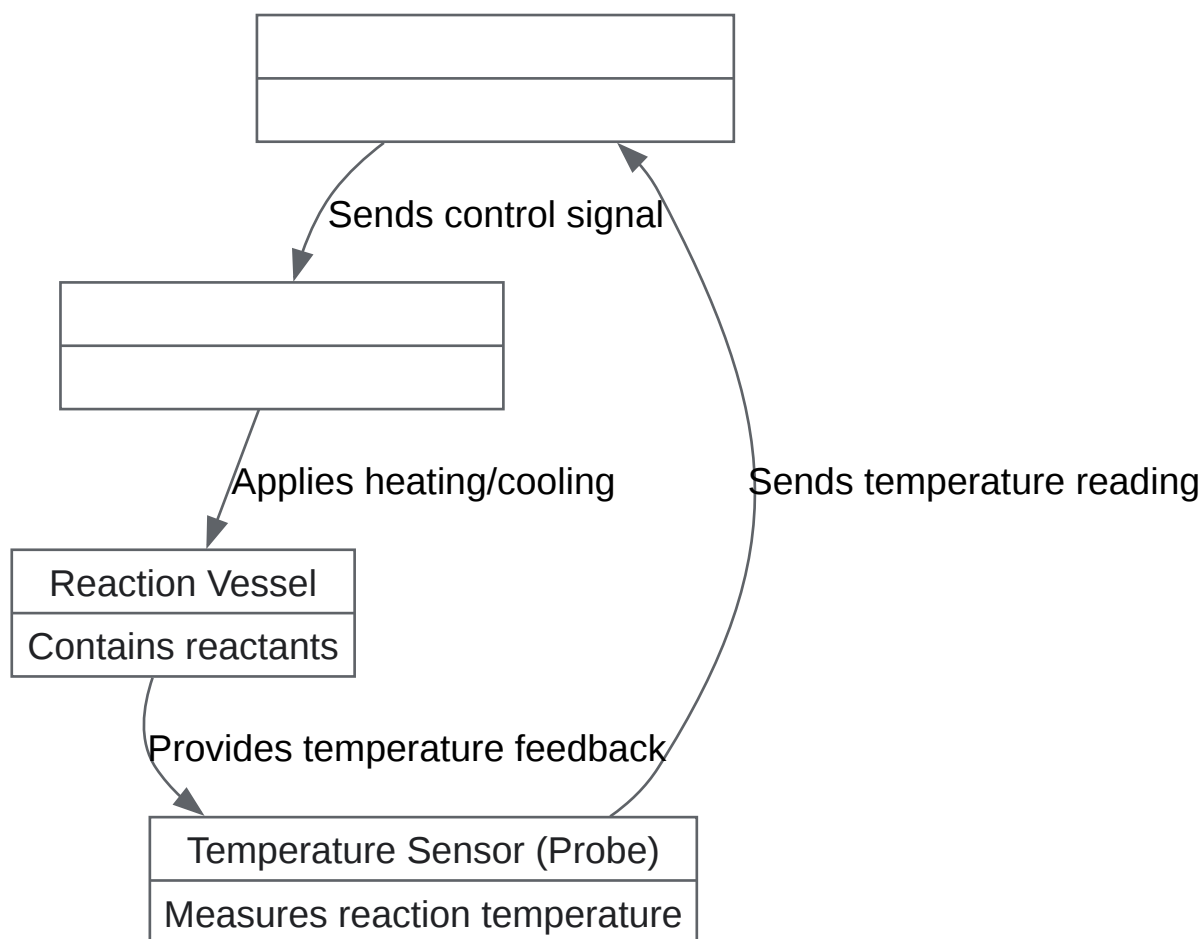 Sends control signal
Applies heating/cooling
Sends temperature reading
Reaction Vessel
Contains reactants
Provides temperature feedback
Temperature Sensor (Probe)
Measures reaction temperature